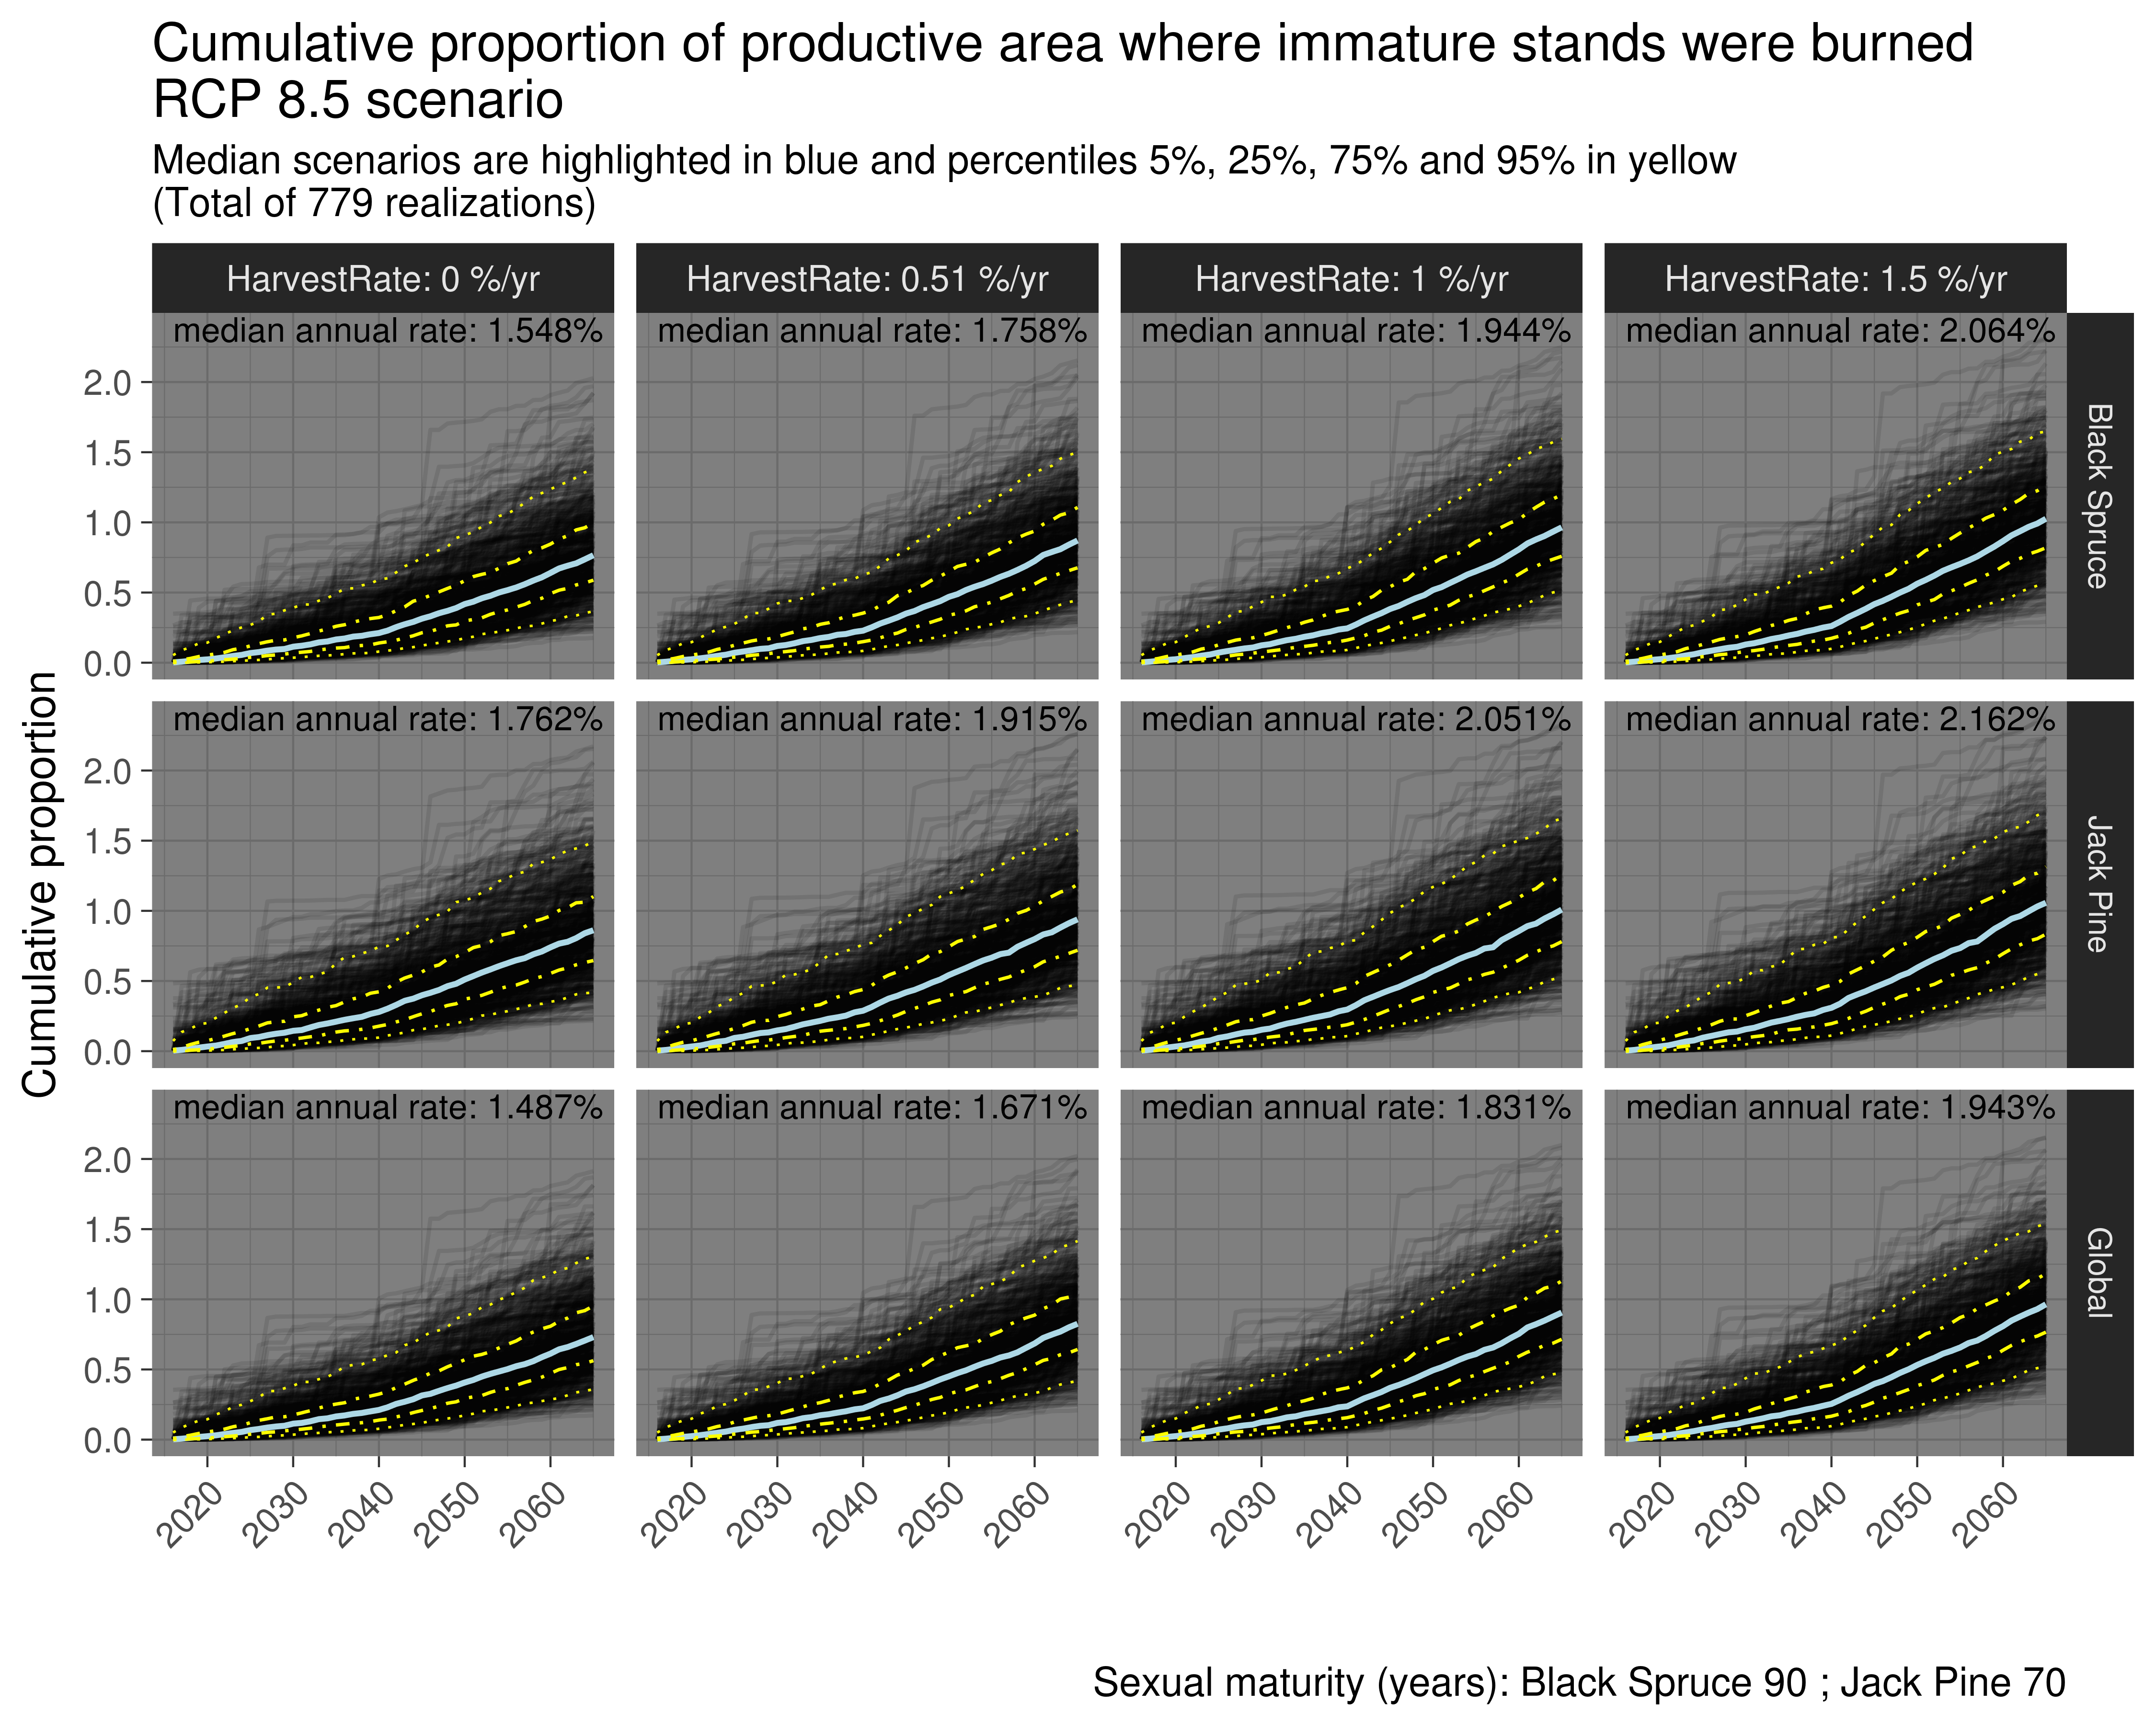 Cumulative proportion of productive area where immature stands were burned
RCP 8.5 scenario
Median scenarios are highlighted in blue and percentiles 5%, 25%, 75% and 95% in yellow
(Total of 779 realizations)
HarvestRate: 0 %/yr
HarvestRate: 0.51 %/yr
HarvestRate: 1 %/yr
HarvestRate: 1.5 %/yr
median annual rate: 1.548%
median annual rate: 1.758%
median annual rate: 1.944%
median annual rate: 2.064%
2.0
1.5
1.0
0.5
0.0
Black Spruce
median annual rate: 1.762%
median annual rate: 1.915%
median annual rate: 2.051%
median annual rate: 2.162%
2.0
1.5
1.0
0.5
0.0
Jack Pine
Cumulative proportion
median annual rate: 1.487%
median annual rate: 1.671%
median annual rate: 1.831%
median annual rate: 1.943%
2.0
1.5
1.0
0.5
0.0
Global
2020
2030
2040
2050
2060
2020
2030
2040
2050
2060
2020
2030
2040
2050
2060
2020
2030
2040
2050
2060
Sexual maturity (years): Black Spruce 90 ; Jack Pine 70